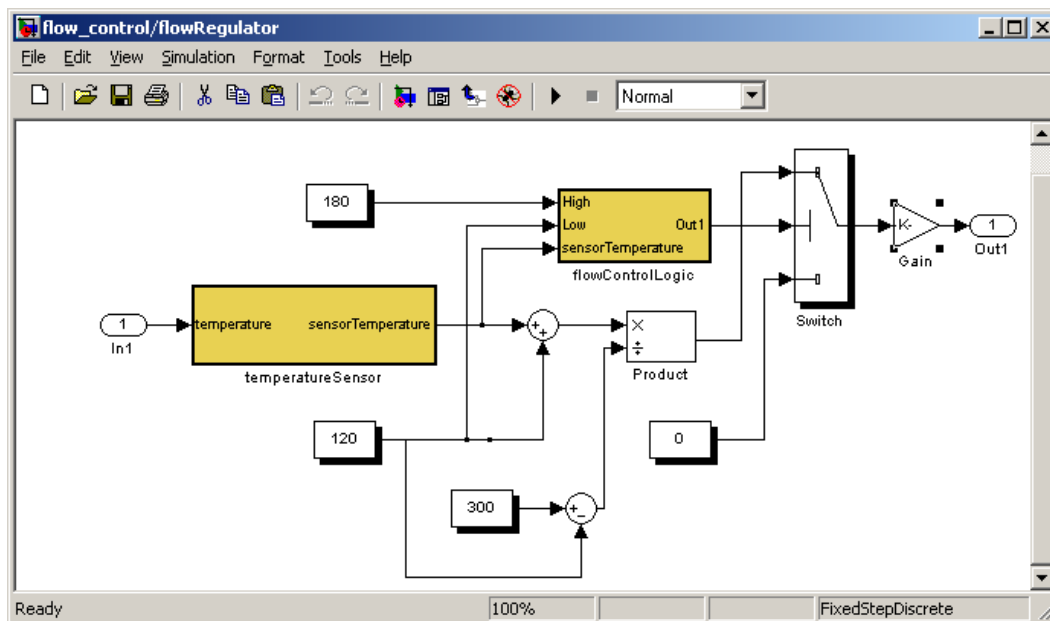 flow_control/flowRegulator
File Edit View Simulation Format Tools Help
Normal
180
High
Low
Out1
sensorTemperature
flowControlLogic
K-
Gain
1
Out1
1
In1
temperature
sensorTemperature
temperatureSensor
+
+
×
÷
Product
Switch
120
0
300
+
-
Ready
100%
FixedStepDiscrete